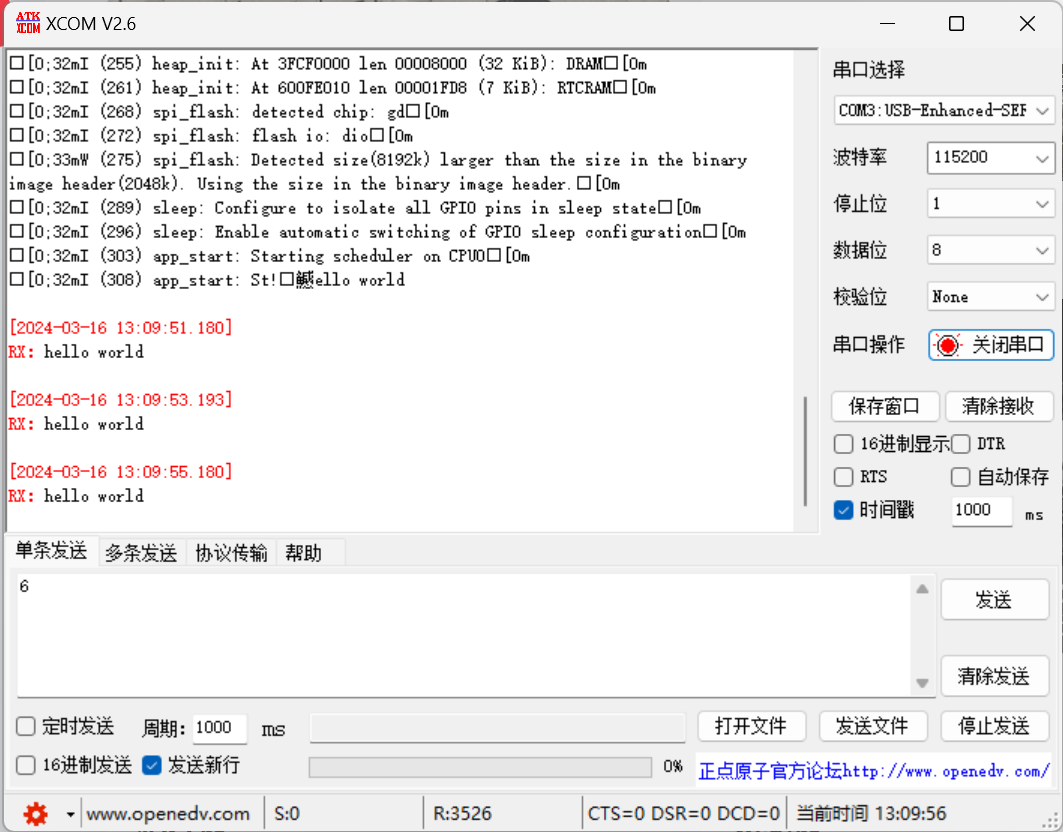 XCOM V2.6
□[0;32mI (255) heap_init: At 3FCF0000 len 00008000 (32 KiB): DRAM□[0m
□[0;32mI (261) heap_init: At 600FE010 len 00001FD8 (7 KiB): RTCRAM□[0m
□[0;32mI (268) spi_flash: detected chip: gd□[0m
□[0;32mI (272) spi_flash: flash io: dio□[0m
□[0;33mW (275) spi_flash: Detected size(8192k) larger than the size in the binary
image header(2048k). Using the size in the binary image header.□[0m
□[0;32mI (289) sleep: Configure to isolate all GPIO pins in sleep state□[0m
□[0;32mI (296) sleep: Enable automatic switching of GPIO sleep configuration□[0m
□[0;32mI (303) app_start: Starting scheduler on CPU0□[0m
□[0;32mI (308) app_start: St!□ello world
[2024-03-16 13:09:51.180]
RX: hello world
[2024-03-16 13:09:53.193]
RX: hello world
[2024-03-16 13:09:55.180]
RX: hello world
串口选择
COM3:USB-Enhanced-SER
波特率 115200
停止位 1
数据位 8
校验位 None
串口操作 关闭串口
保存窗口 清除接收
16进制显示 DTR
RTS 自动保存
时间戳 1000 ms
单条发送 多条发送 协议传输 帮助
6
发送
清除发送
定时发送 周期: 1000 ms 打开文件 发送文件 停止发送
16进制发送 发送新行 0% 正点原子官方论坛http://www.openedv.com/
www.openedv.com S:0 R:3526 CTS=0 DSR=0 DCD=0 当前时间 13:09:56